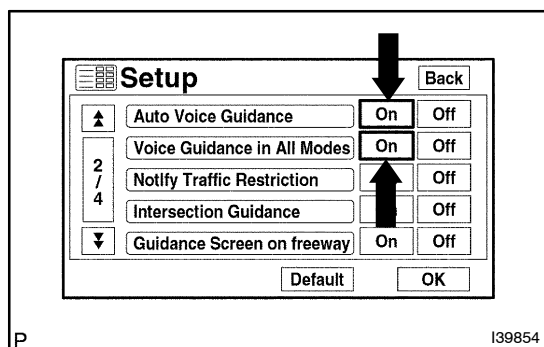 Setup
Back
Auto Voice Guidance On Off
Voice Guidance in All Modes On Off
2
/
4
Notify Traffic Restriction Off
Intersection Guidance Off
Guidance Screen on freeway On Off
Default OK
P I39854